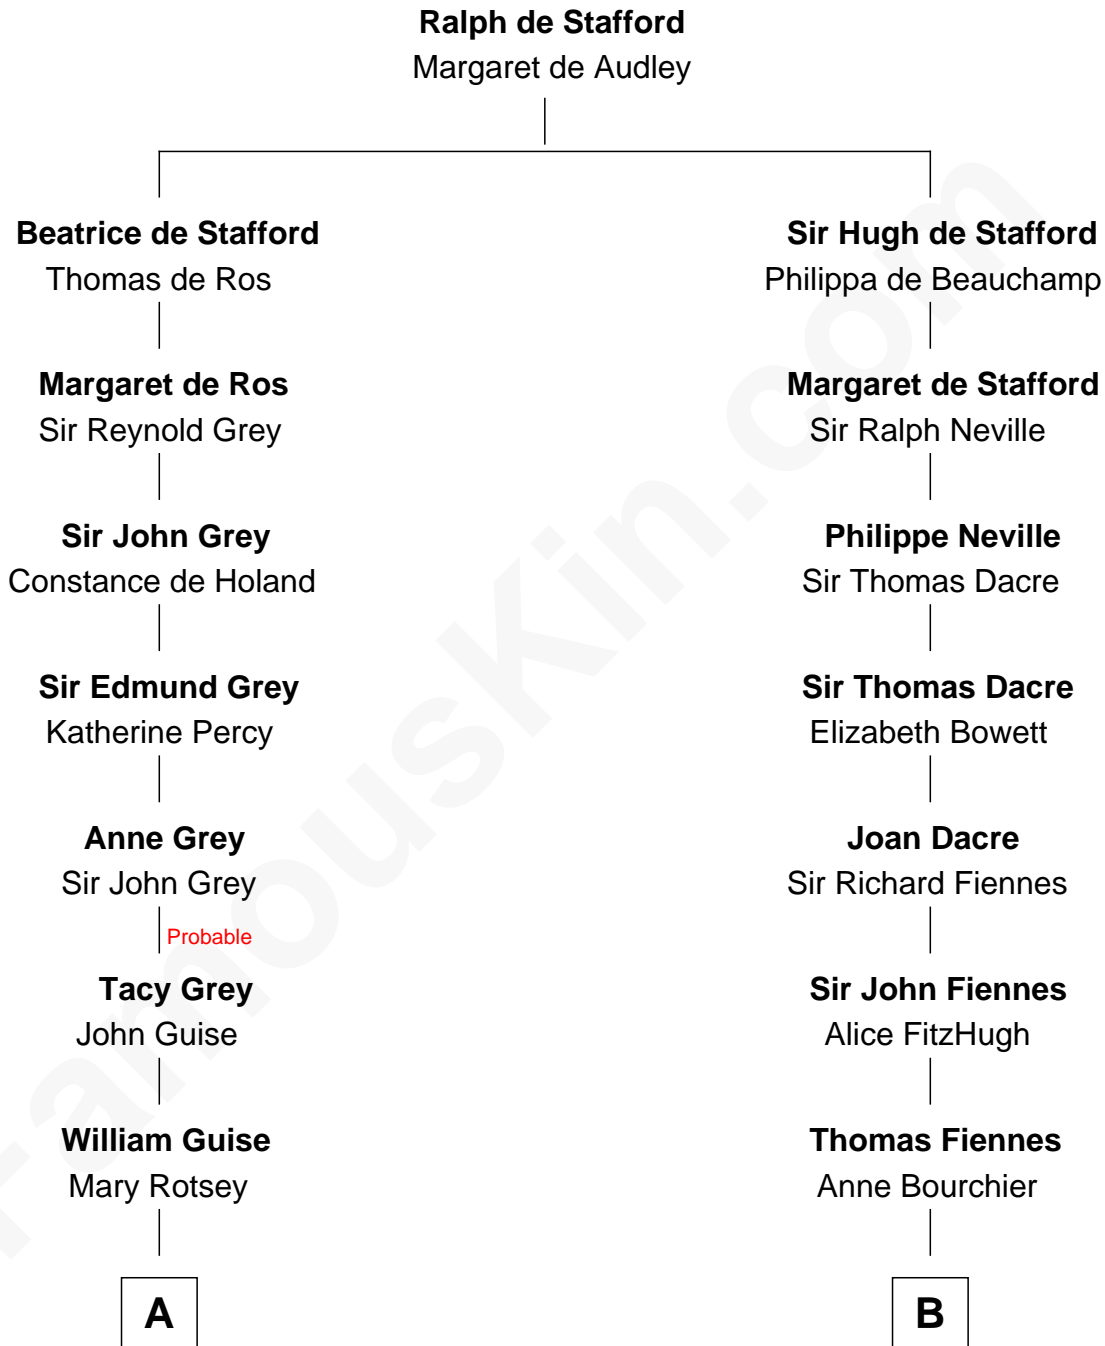 Ralph de Stafford
Margaret de Audley
Beatrice de Stafford
Thomas de Ros
Sir Hugh de Stafford
Philippa de Beauchamp
Margaret de Ros
Sir Reynold Grey
Margaret de Stafford
Sir Ralph Neville
Sir John Grey
Constance de Holand
Philippe Neville
Sir Thomas Dacre
Sir Edmund Grey
Katherine Percy
Sir Thomas Dacre
Elizabeth Bowett
Anne Grey
Sir John Grey
Joan Dacre
Sir Richard Fiennes
Probable
Tacy Grey
John Guise
Sir John Fiennes
Alice FitzHugh
William Guise
Mary Rotsey
Thomas Fiennes
Anne Bourchier
A
B
FamousKin.com